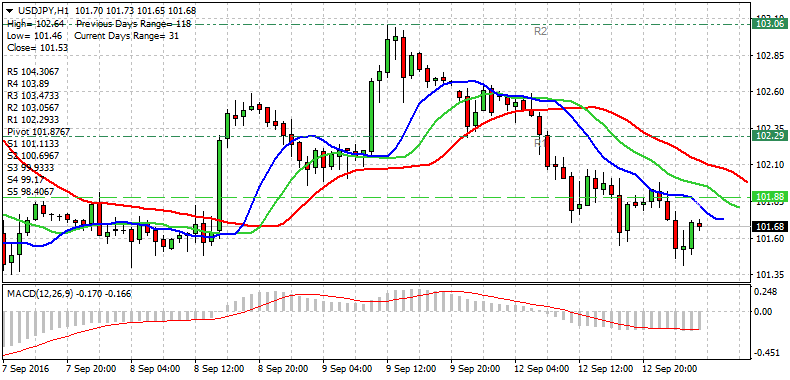 USDJPY,H1 101.70 101.73 101.65 101.68
High= 102.64 Previous Days Range= 118
Low= 101.46 Current Days Range= 31
Close= 101.53
R5 104.3067
R4 103.89
R3 103.4733
R2 103.0567
R1 102.2933
Pivot 101.8767
S1 101.1133
S2 100.6967
S3 99.9333
S4 99.17
S5 98.4067
R2
103.10
103.06
102.85
102.60
102.35
102.29
102.10
101.88
101.85
101.68
101.60
101.35
MACD(12,26,9) -0.170 -0.166
0.248
0.00
-0.451
7 Sep 2016
7 Sep 20:00
8 Sep 04:00
8 Sep 12:00
8 Sep 20:00
9 Sep 04:00
9 Sep 12:00
9 Sep 20:00
12 Sep 04:00
12 Sep 12:00
12 Sep 20:00